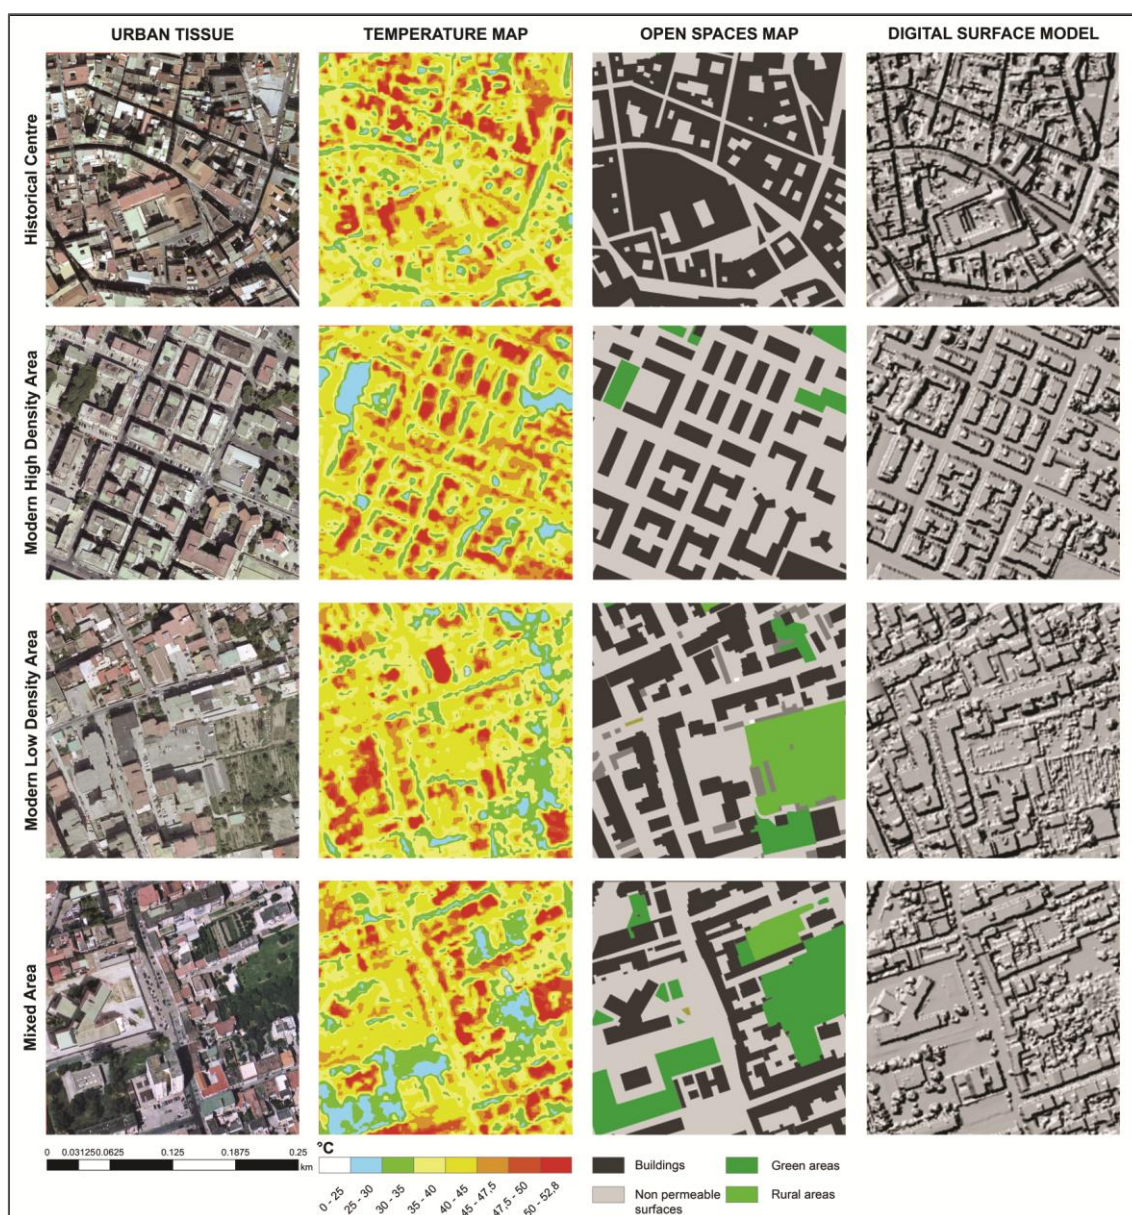 URBAN TISSUE
TEMPERATURE MAP
OPEN SPACES MAP
DIGITAL SURFACE MODEL
Historical Centre
Modern High Density Area
Modern Low Density Area
Mixed Area
0 0.03125 0.0625 0.125 0.1875 0.25
km
°C
0 - 25
25 - 30
30 - 35
35 - 40
40 - 45
45 - 47,5
47,5 - 50
50 - 52,8
Buildings
Green areas
Non permeable
surfaces
Rural areas